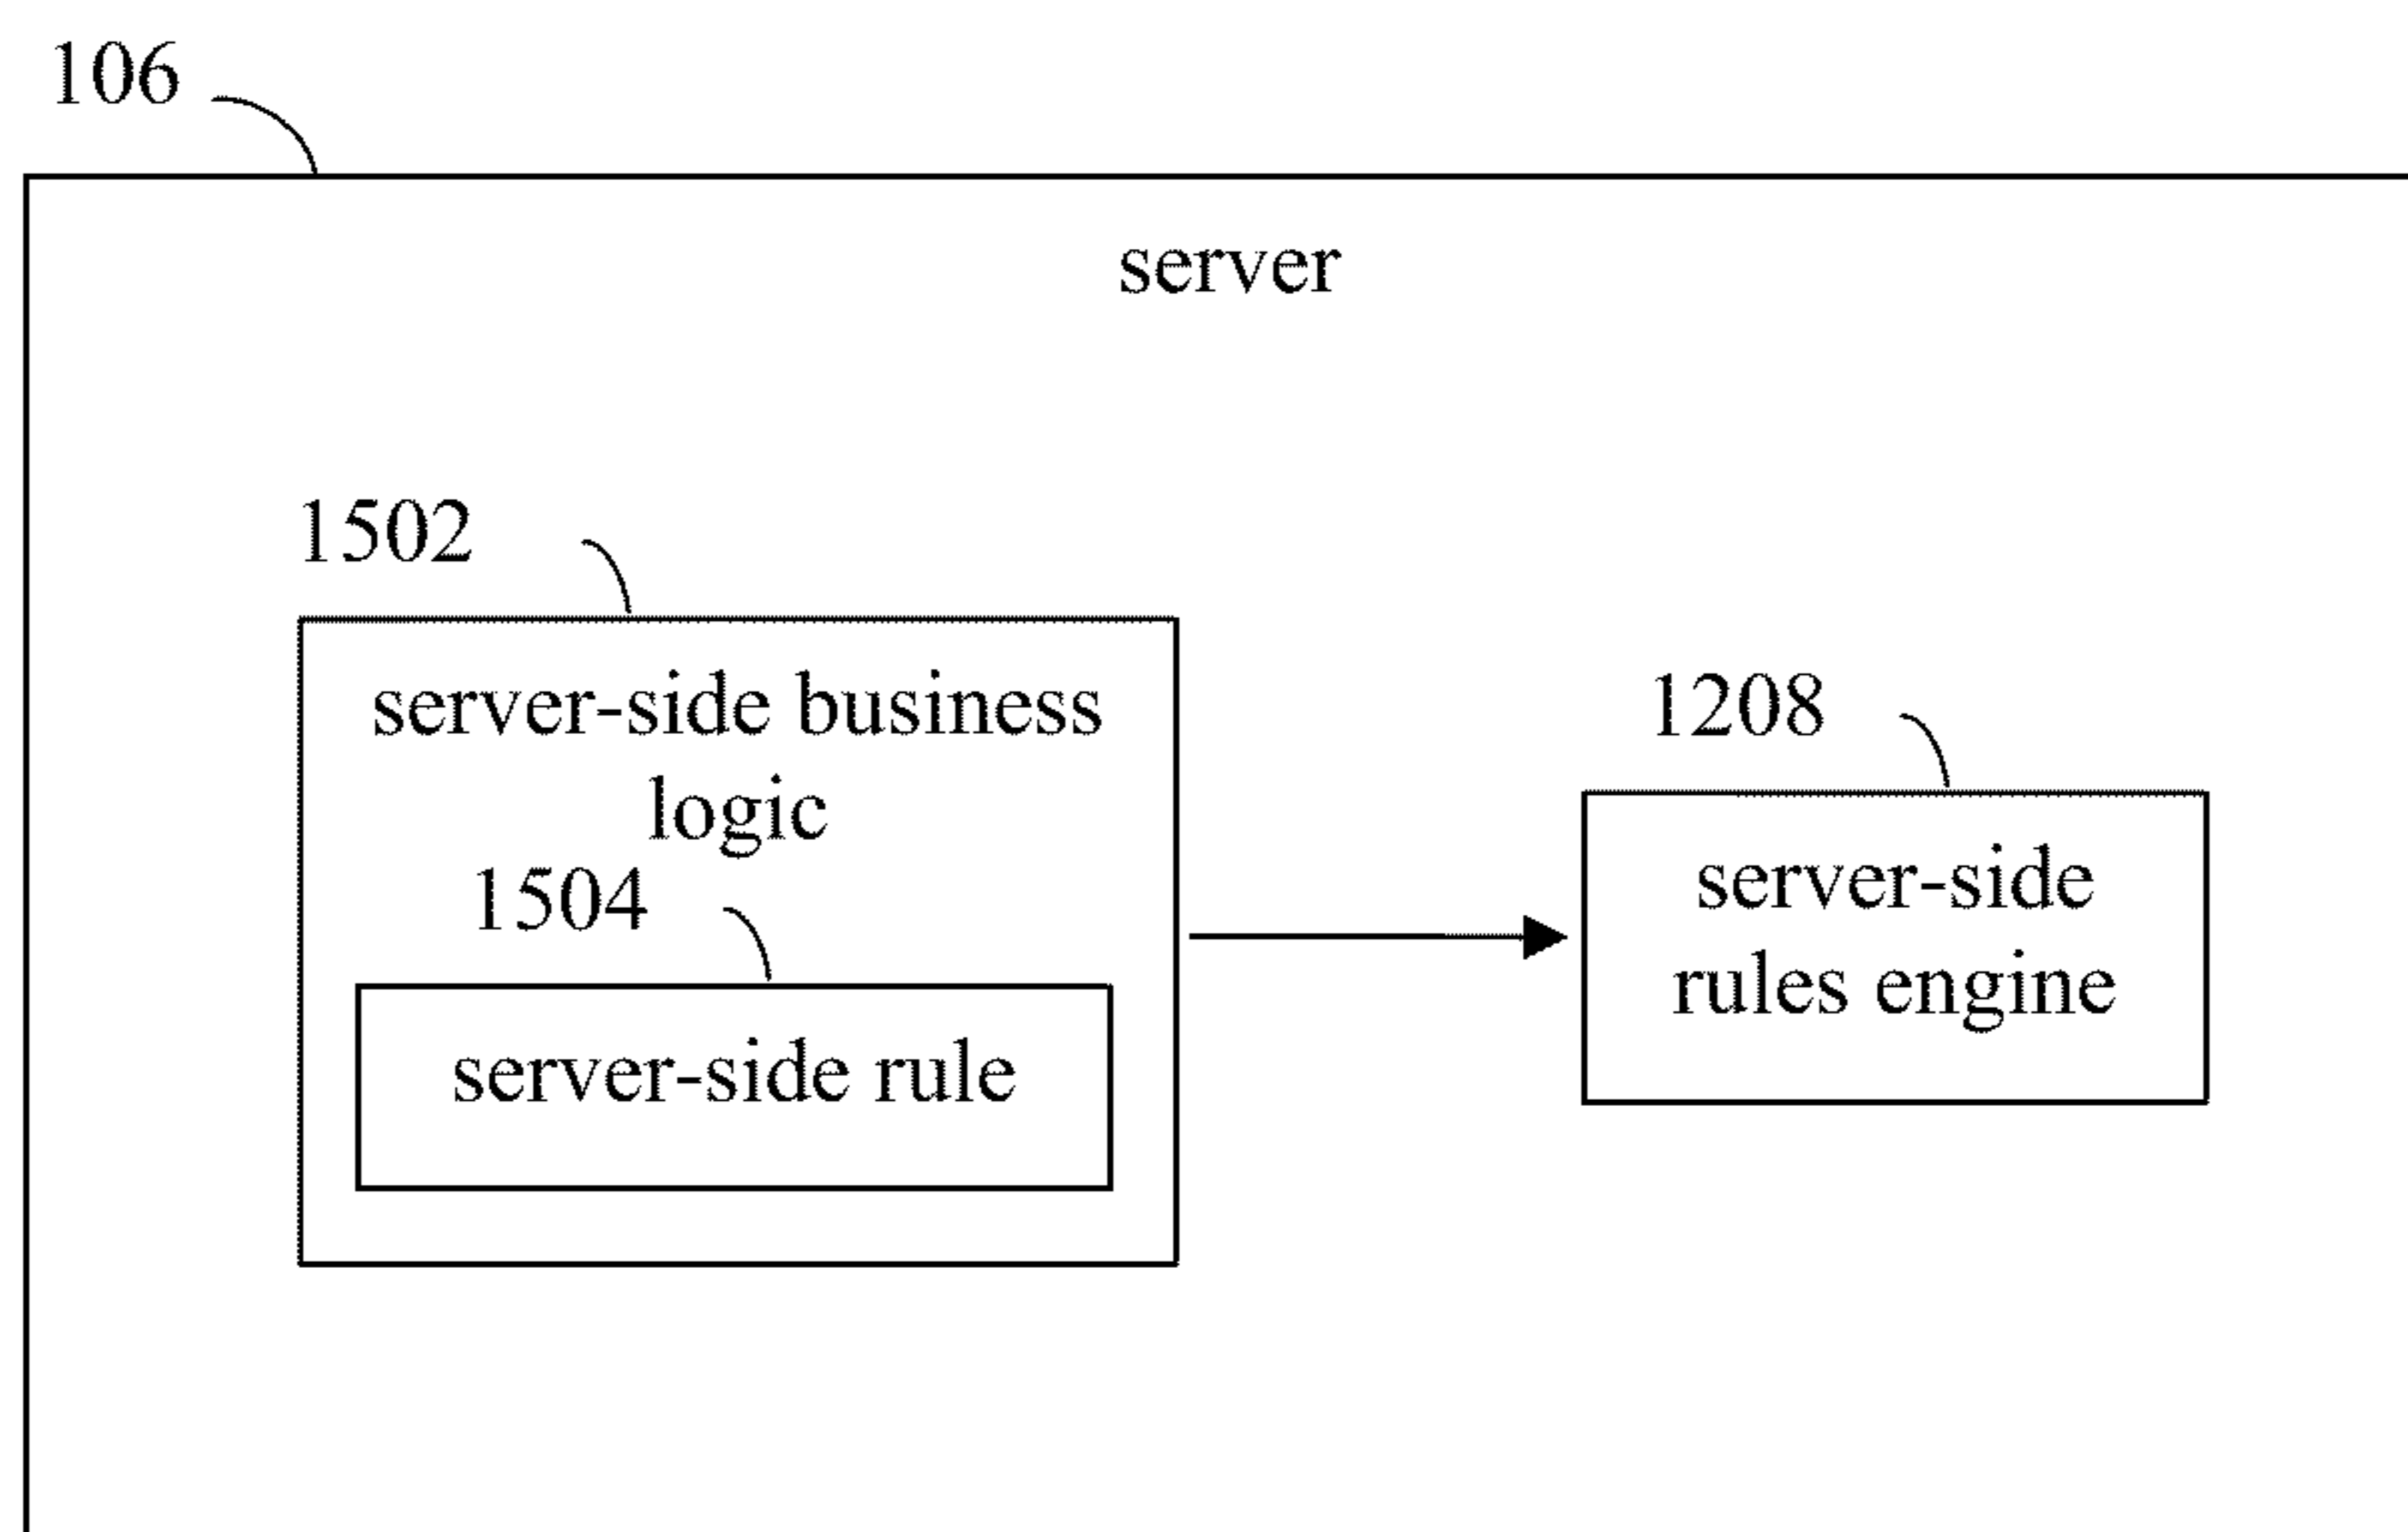 106
server
1502
server-side business
logic
1504
server-side rule
1208
server-side
rules engine